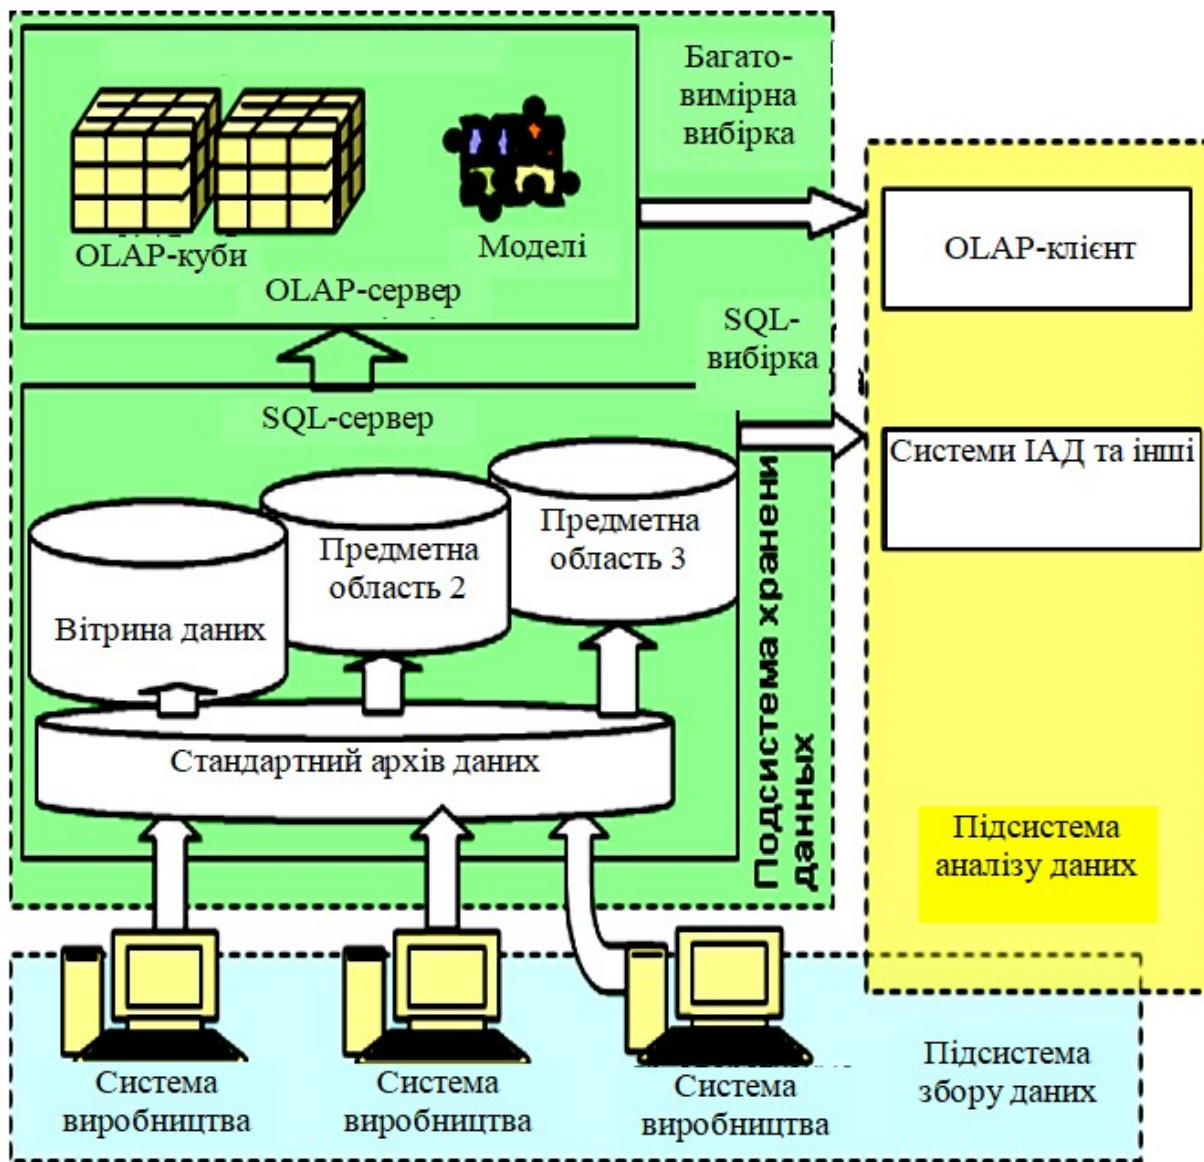 Багато-
вимірна
вибірка
OLAP-куби
Моделі
OLAP-сервер
OLAP-клієнт
SQL-
вибірка
SQL-сервер
Системи ІАД та інші
Предметна
область 3
Предметна
область 2
Вітрина даних
Стандартний архів даних
Подсистема хранени
данных
Підсистема
аналізу даних
Система
виробництва
Система
виробництва
Система
виробництва
Підсистема
збору даних